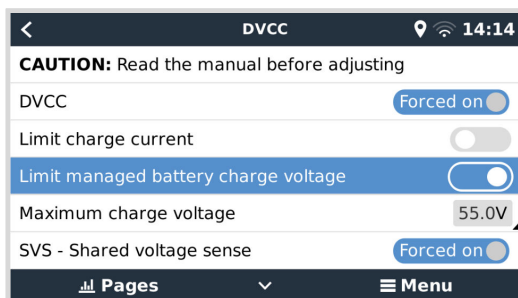 DVCC 14:14
CAUTION: Read the manual before adjusting
DVCC Forced on
Limit charge current
Limit managed battery charge voltage
Maximum charge voltage 55.0V
SVS - Shared voltage sense Forced on
Pages Menu